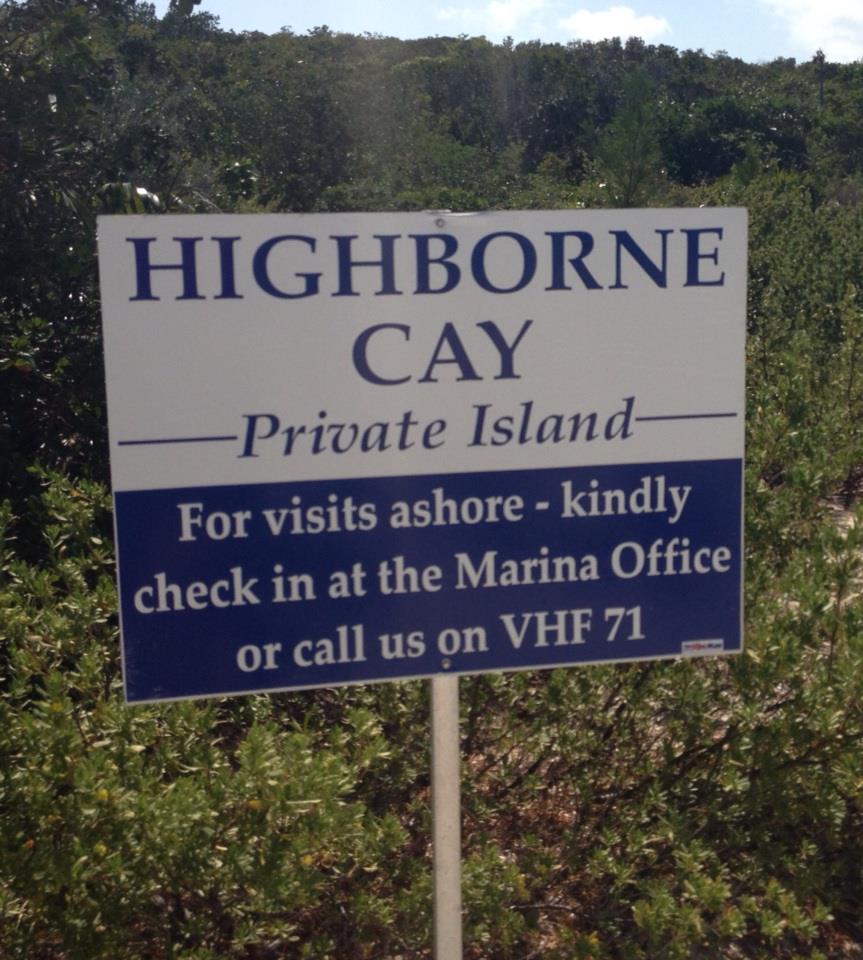 HIGHBORNE
CAY
Private Island
For visits ashore - kindly
check in at the Marina Office
or call us on VHF 71